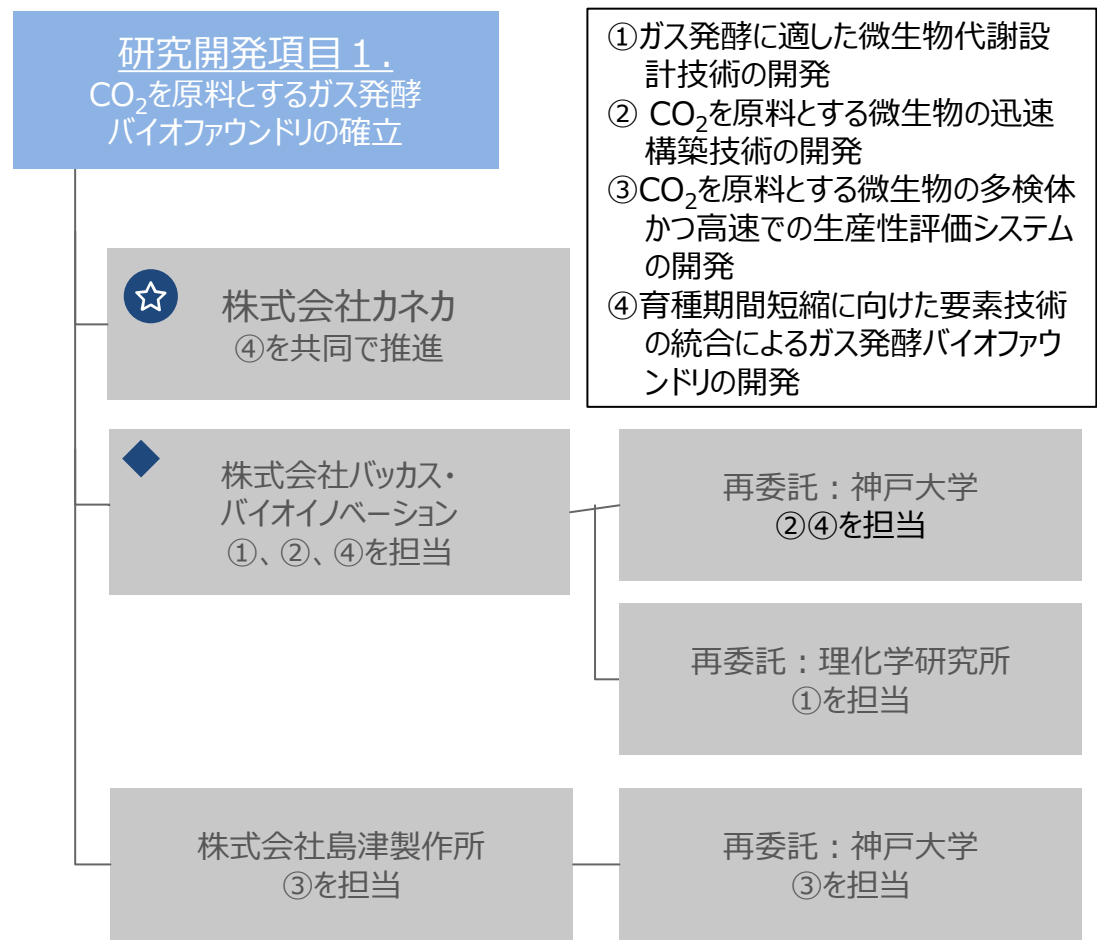 研究開発項目１.
CO2を原料とするガス発酵
バイオファウンドリの確立
①ガス発酵に適した微生物代謝設
計技術の開発
② CO2を原料とする微生物の迅速
構築技術の開発
③CO2を原料とする微生物の多検体
かつ高速での生産性評価システム
の開発
④育種期間短縮に向けた要素技術
の統合によるガス発酵バイオファウ
ンドリの開発
株式会社カネカ
④を共同で推進
株式会社バッカス・
バイオイノベーション
①、②、④を担当
再委託：神戸大学
②④を担当
再委託：理化学研究所
①を担当
株式会社島津製作所
③を担当
再委託：神戸大学
③を担当